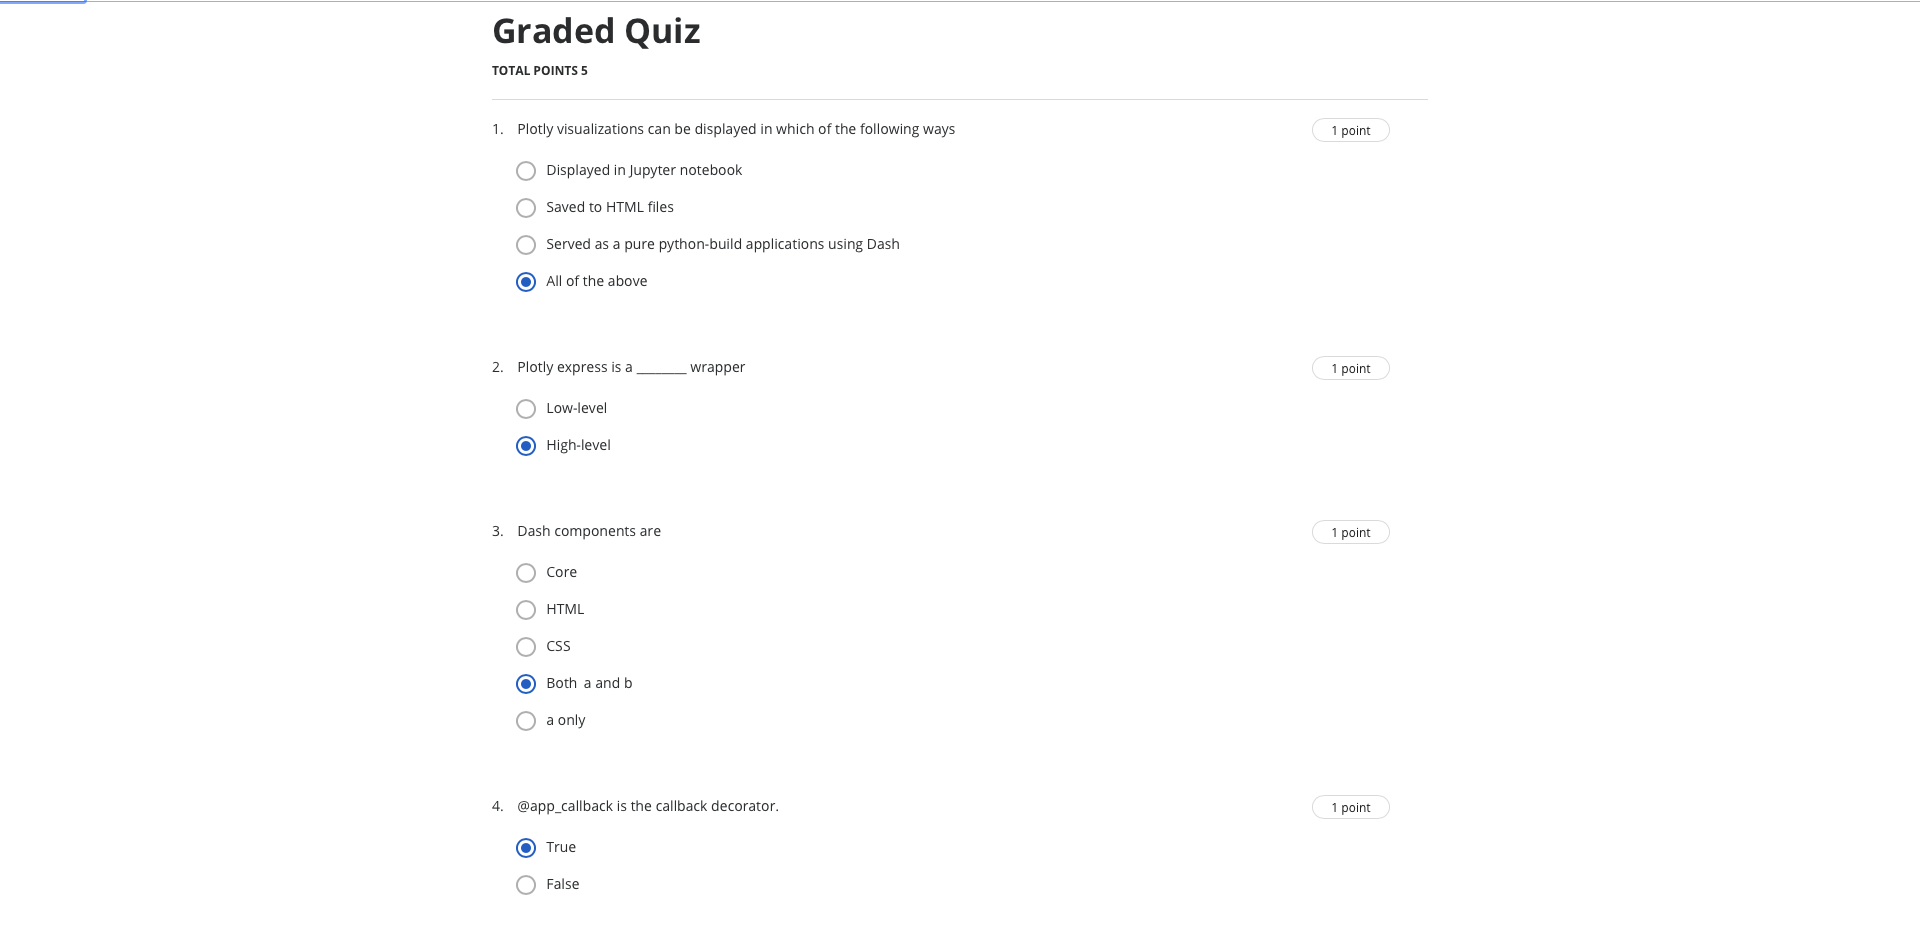 Graded Quiz
TOTAL POINTS 5
1. Plotly visualizations can be displayed in which of the following ways
1 point
Displayed in Jupyter notebook
Saved to HTML files
Served as a pure python-build applications using Dash
All of the above
2. Plotly express is a _______ wrapper
1 point
Low-level
High-level
3. Dash components are
1 point
Core
HTML
CSS
Both a and b
a only
4. @app_callback is the callback decorator.
1 point
True
False